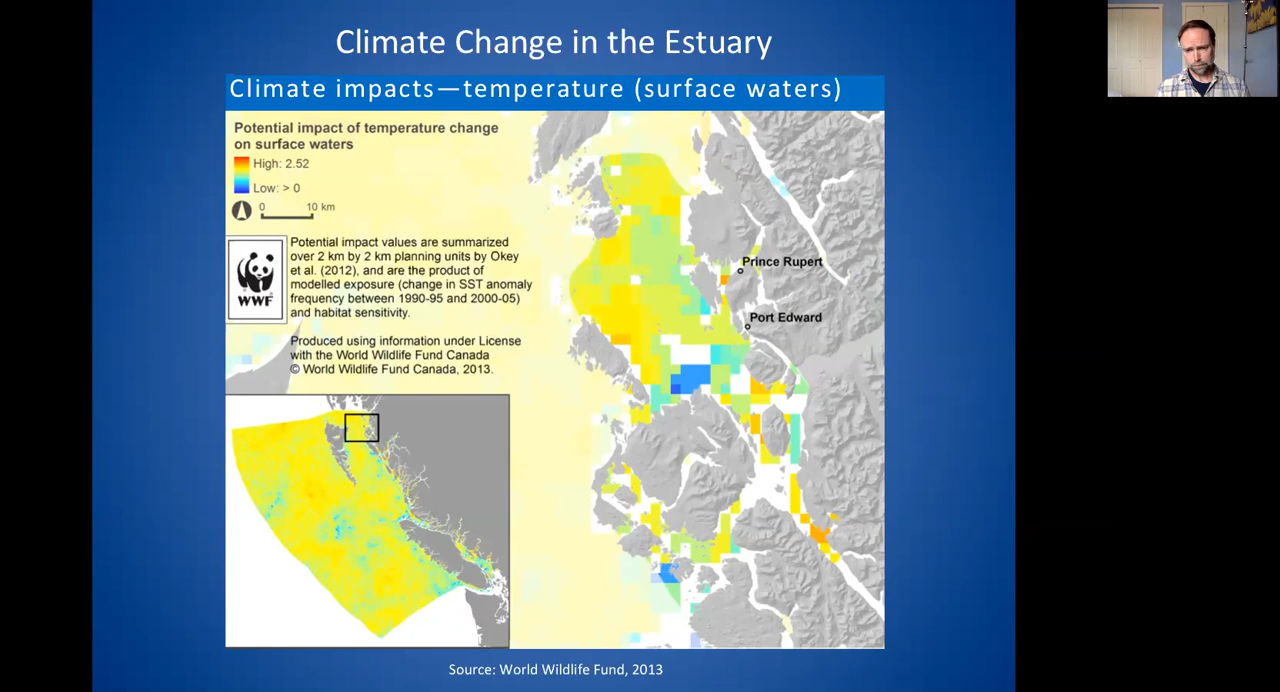 Climate Change in the Estuary
Climate impacts—temperature (surface waters)
Potential impact of temperature change
on surface waters
High: 2.52
Low: > 0
0 10 km
Potential impact values are summarized
over 2 km by 2 km planning units by Okey
et al. (2012), and are the product of
modelled exposure (change in SST anomaly
frequency between 1990-95 and 2000-05)
and habitat sensitivity.
WWF
Produced using information under License
with the World Wildlife Fund Canada
© World Wildlife Fund Canada, 2013.
Prince Rupert
Port Edward
Source: World Wildlife Fund, 2013